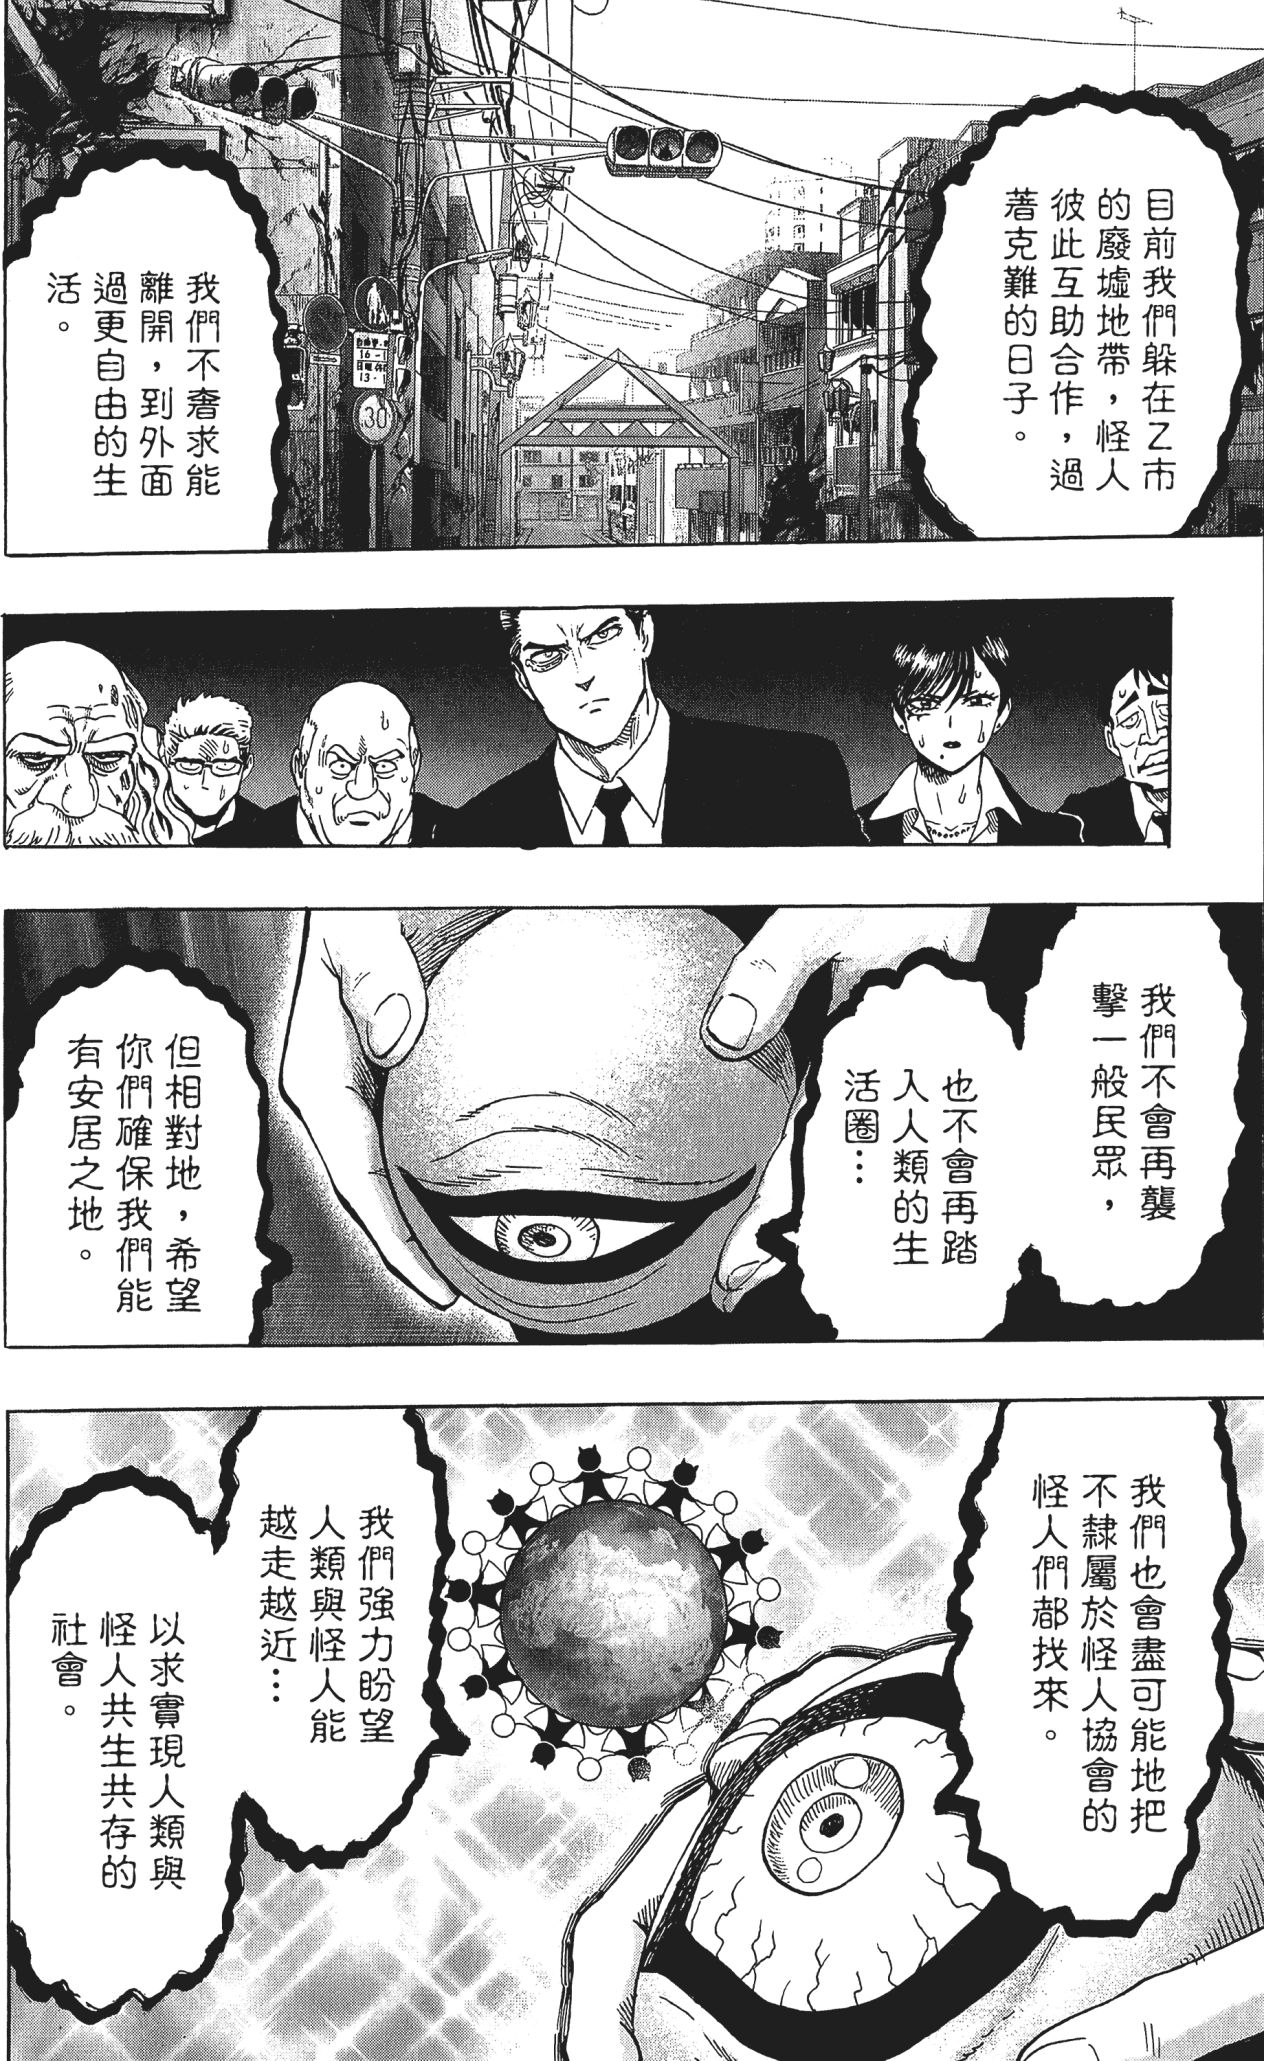 目前我們躲在Z市
的廢墟地帶，怪人
彼此互助合作，過
著克難的日子。
我們不奢求能
離開，到外面
過更自由的生
活。
16-1
13-
30
我們不會再襲
擊一般民眾，
也不會再踏
入人類的生
活圈…
但相對地，希望
你們確保我們能
有安居之地。
我們也會盡可能地把
不隸屬於怪人協會的
怪人們都找來。
我們強力盼望
人類與怪人能
越走越近…
以求實現人類與
怪人共生共存的
社會。